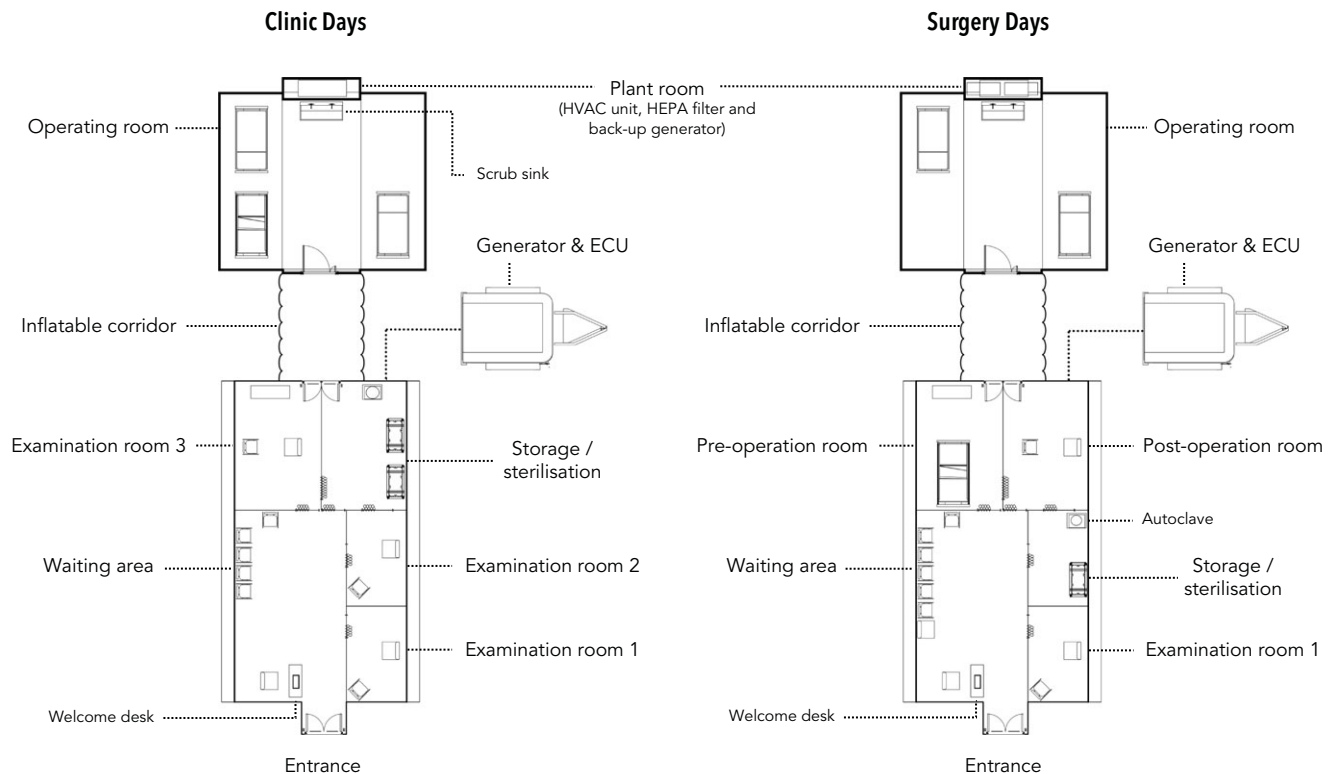 Clinic Days
Surgery Days
Plant room
(HVAC unit, HEPA filter and
back-up generator)
Operating room
Operating room
Scrub sink
Generator & ECU
Generator & ECU
Inflatable corridor
Inflatable corridor
Examination room 3
Storage /
sterilisation
Pre-operation room
Post-operation room
Autoclave
Waiting area
Examination room 2
Waiting area
Storage /
sterilisation
Examination room 1
Examination room 1
Welcome desk
Welcome desk
Entrance
Entrance